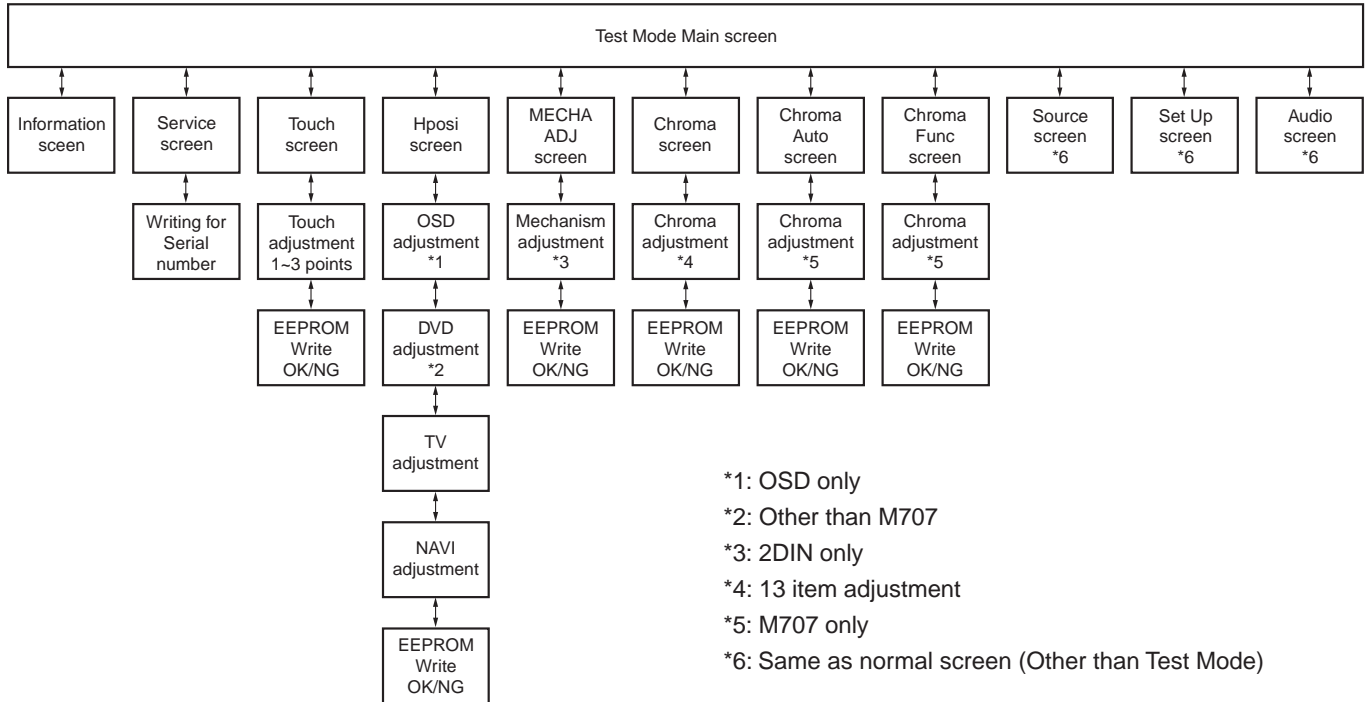 Test Mode Main screen
Information
sceen
Service
screen
Touch
screen
Hposi
screen
MECHA
ADJ
screen
Chroma
screen
Chroma
Auto
screen
Chroma
Func
screen
Source
screen
*6
Set Up
screen
*6
Audio
screen
*6
Writing for
Serial
number
Touch
adjustment
1~3 points
OSD
adjustment
*1
Mechanism
adjustment
*3
Chroma
adjustment
*4
Chroma
adjustment
*5
Chroma
adjustment
*5
EEPROM
Write
OK/NG
DVD
adjustment
*2
EEPROM
Write
OK/NG
EEPROM
Write
OK/NG
EEPROM
Write
OK/NG
EEPROM
Write
OK/NG
TV
adjustment
NAVI
adjustment
EEPROM
Write
OK/NG
*1: OSD only
*2: Other than M707
*3: 2DIN only
*4: 13 item adjustment
*5: M707 only
*6: Same as normal screen (Other than Test Mode)